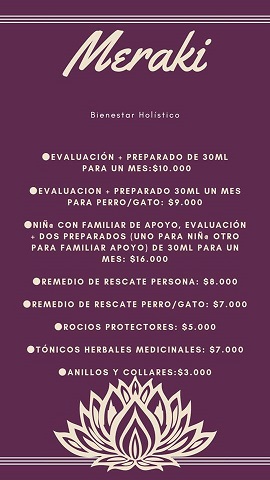 Meraki
Bienestar Holístico
●EVALUACIÓN + PREPARADO DE 30ML
PARA UN MES:$10.000
●EVALUACION + PREPARADO 30ML UN MES
PARA PERRO/GATO: $9.000
●NIÑ@ CON FAMILIAR DE APOYO, EVALUACIÓN
+ DOS PREPARADOS (UNO PARA NIÑ@ OTRO
PARA FAMILIAR APOYO) DE 30ML PARA UN
MES: $16.000
●REMEDIO DE RESCATE PERSONA: $8.000
●REMEDIO DE RESCATE PERRO/GATO: $7.000
●ROCIOS PROTECTORES: $5.000
●TÓNICOS HERBALES MEDICINALES: $7.000
●ANILLOS Y COLLARES:$3.000